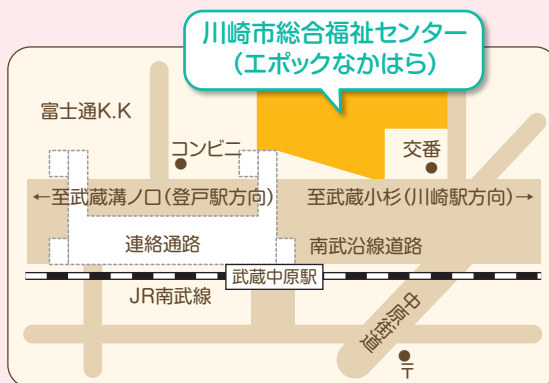 川崎市総合福祉センター
(エポックなかはら)
富士通K.K
コンビニ
交番
←至武蔵溝ノ口(登戸駅方向)
至武蔵小杉(川崎駅方向)→
連絡通路
南武沿線道路
武蔵中原駅
JR南武線
中原街道
〒